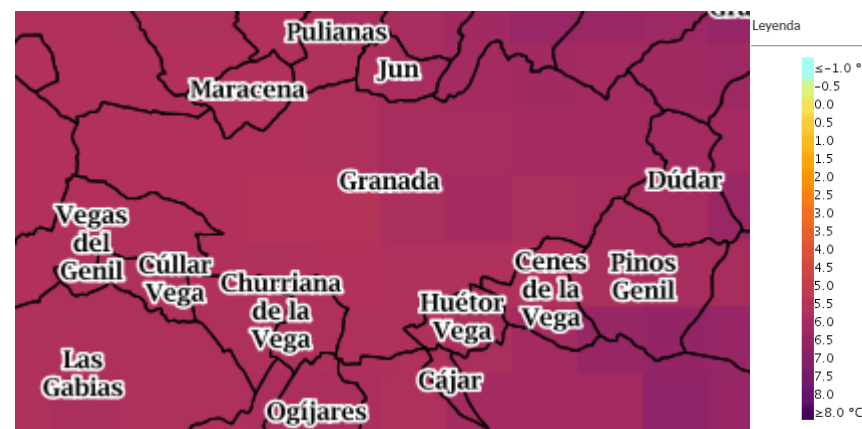 Pulianas
Jun
Maracena
Granada
Dúdar
Vegas
del
Genil
Cúllar
Vega
Churriana
de la
Vega
Cenes
de la
Vega
Pinos
Genil
Huétor
Vega
Las
Gabias
Cájar
Ogíjares
Leyenda
≤-1.0 °
-0.5
0.0
0.5
1.0
1.5
2.0
2.5
3.0
3.5
4.0
4.5
5.0
5.5
6.0
6.5
7.0
7.5
8.0
≥8.0 °C